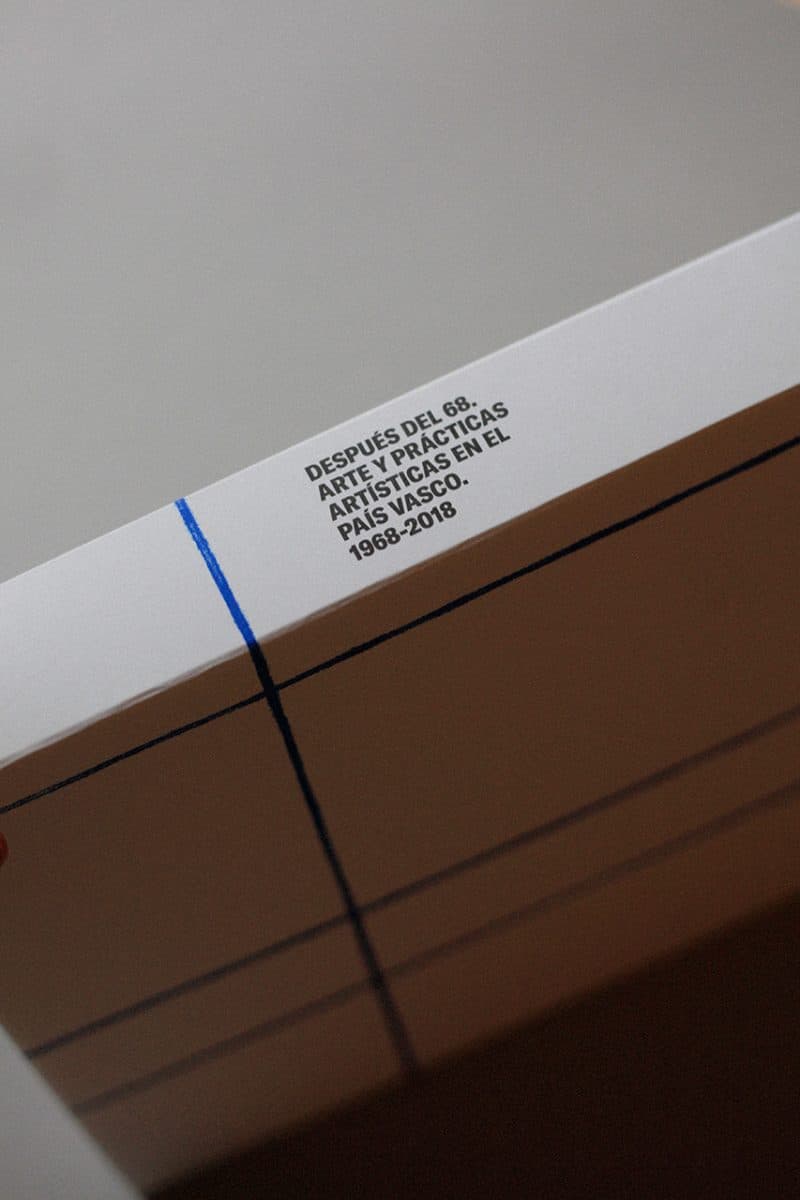 DESPUÉS DEL 68.
ARTE Y PRÁCTICAS
ARTÍSTICAS EN EL
PAÍS VASCO.
1968-2018